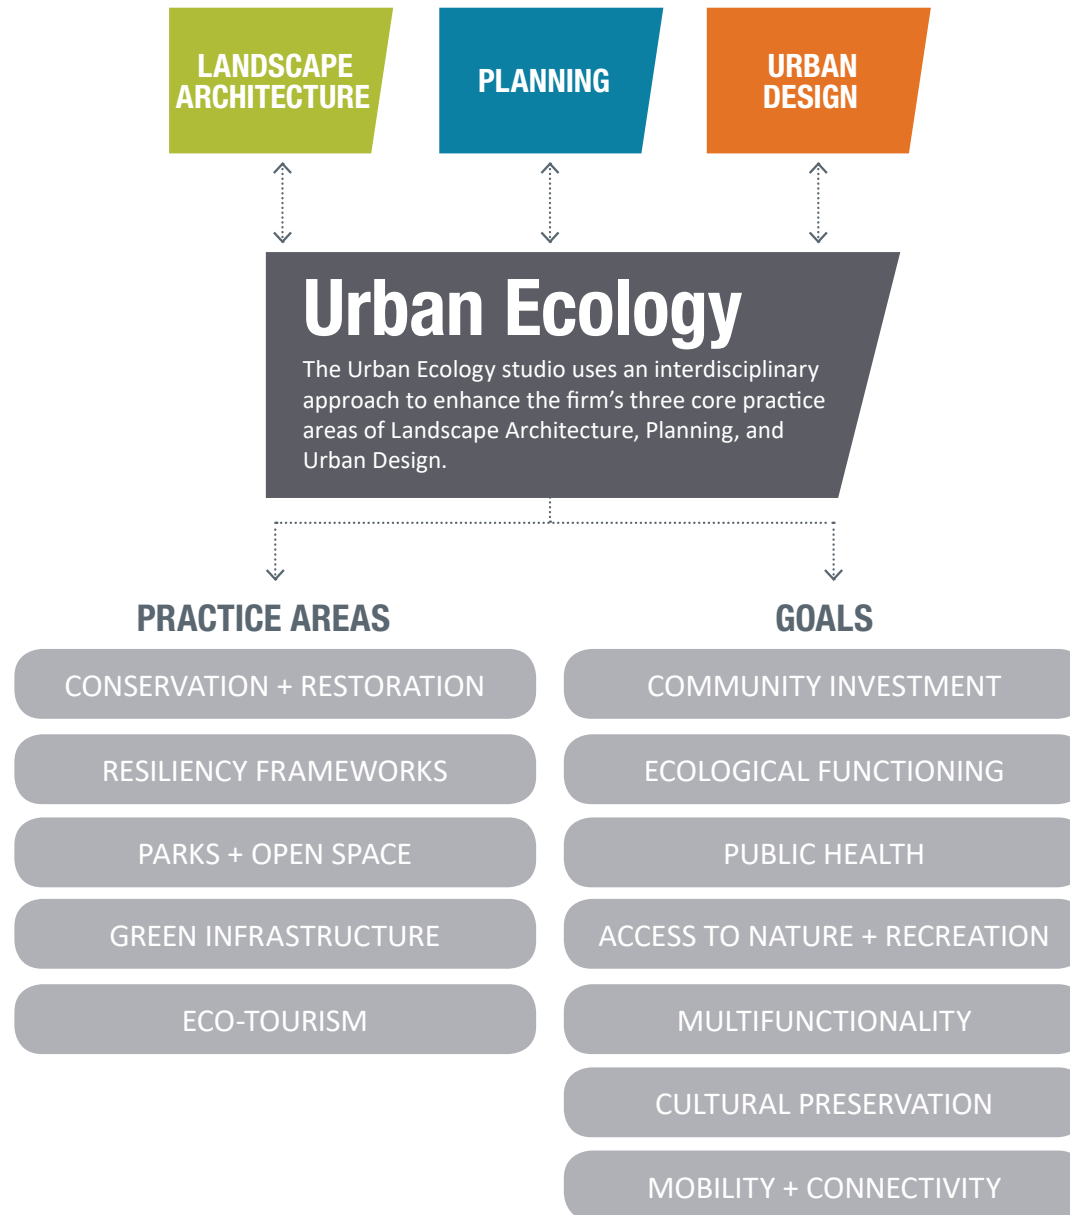 LANDSCAPE
ARCHITECTURE
PLANNING
URBAN
DESIGN
Urban Ecology
The Urban Ecology studio uses an interdisciplinary
approach to enhance the firm's three core practice
areas of Landscape Architecture, Planning, and
Urban Design.
PRACTICE AREAS
CONSERVATION + RESTORATION
RESILIENCY FRAMEWORKS
PARKS + OPEN SPACE
GREEN INFRASTRUCTURE
ECO-TOURISM
GOALS
COMMUNITY INVESTMENT
ECOLOGICAL FUNCTIONING
PUBLIC HEALTH
ACCESS TO NATURE + RECREATION
MULTIFUNCTIONALITY
CULTURAL PRESERVATION
MOBILITY + CONNECTIVITY